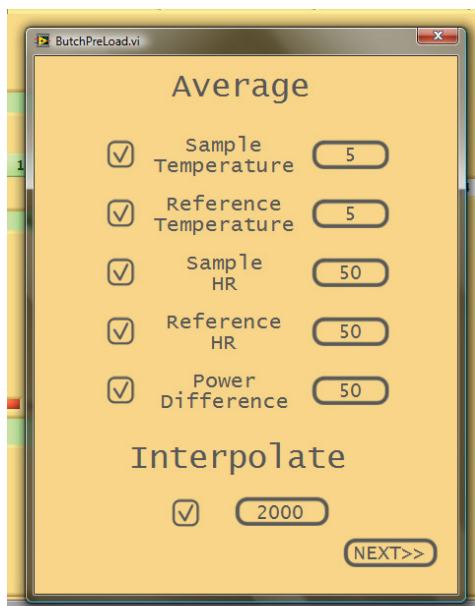 ButchPreLoad.vi
Average
Sample
Temperature
5
Reference
Temperature
5
Sample
HR
50
Reference
HR
50
Power
Difference
50
Interpolate
2000
NEXT>>
1